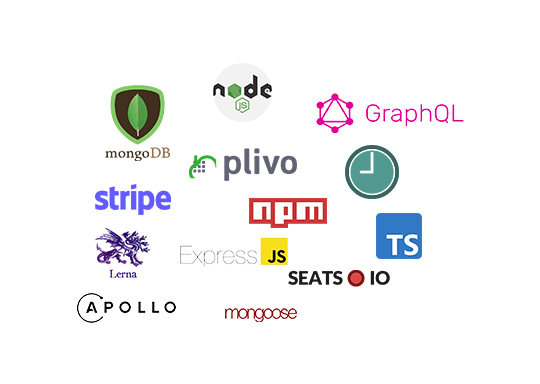 node
JS
GraphQL
mongoDB
plivo
stripe
npm
TS
Express
JS
Lerna
SEATS IO
APOLLO
mongoose